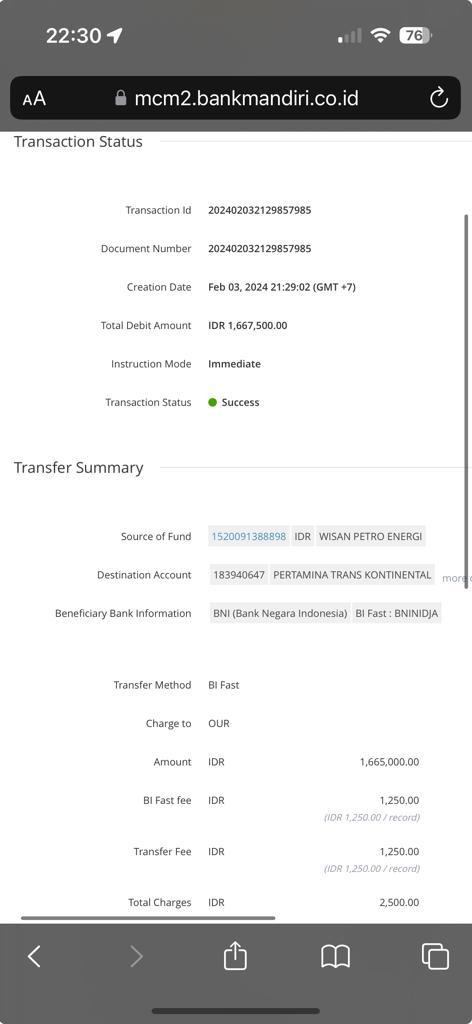 22:30
76
AA
mcm2.bankmandiri.co.id
Transaction Status
Transaction Id 202402032129857985
Document Number 202402032129857985
Creation Date Feb 03, 2024 21:29:02 (GMT +7)
Total Debit Amount IDR 1,667,500.00
Instruction Mode Immediate
Transaction Status Success
Transfer Summary
Source of Fund 1520091388898 IDR WISAN PETRO ENERGI
Destination Account 183940647 PERTAMINA TRANS KONTINENTAL more
Beneficiary Bank Information BNI (Bank Negara Indonesia) BI Fast : BNINIDJA
Transfer Method BI Fast
Charge to OUR
Amount IDR 1,665,000.00
BI Fast fee IDR 1,250.00
(IDR 1,250.00 / record)
Transfer Fee IDR 1,250.00
(IDR 1,250.00 / record)
Total Charges IDR 2,500.00